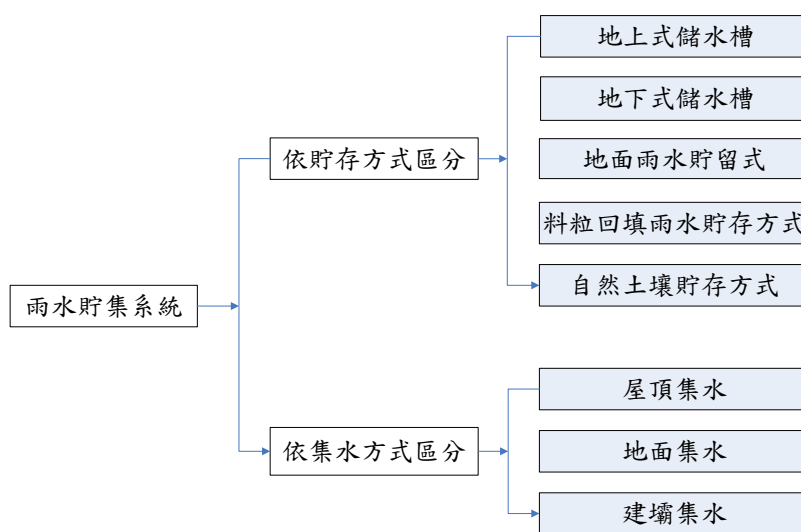 雨水貯集系統
依貯存方式區分
地上式儲水槽
地下式儲水槽
地面雨水貯留式
料粒回填雨水貯存方式
自然土壤貯存方式
依集水方式區分
屋頂集水
地面集水
建壩集水